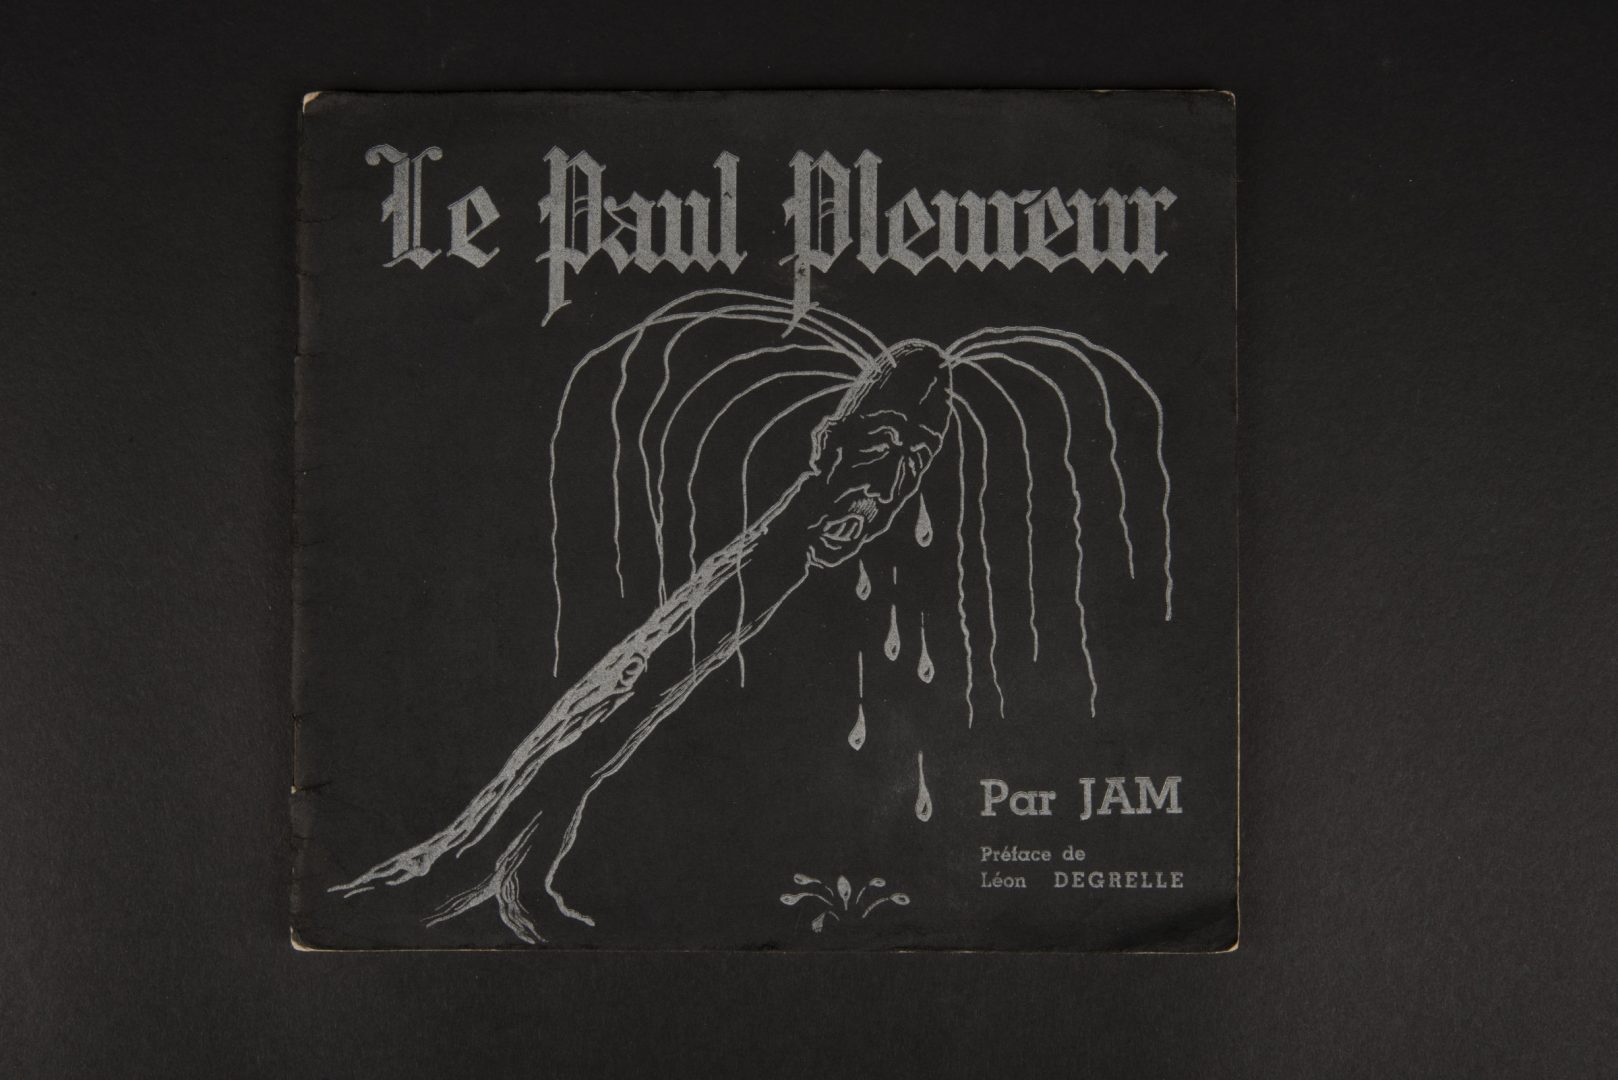 Le Paul Pleureur
Par JAM
Préface de
Léon DEGRELLE